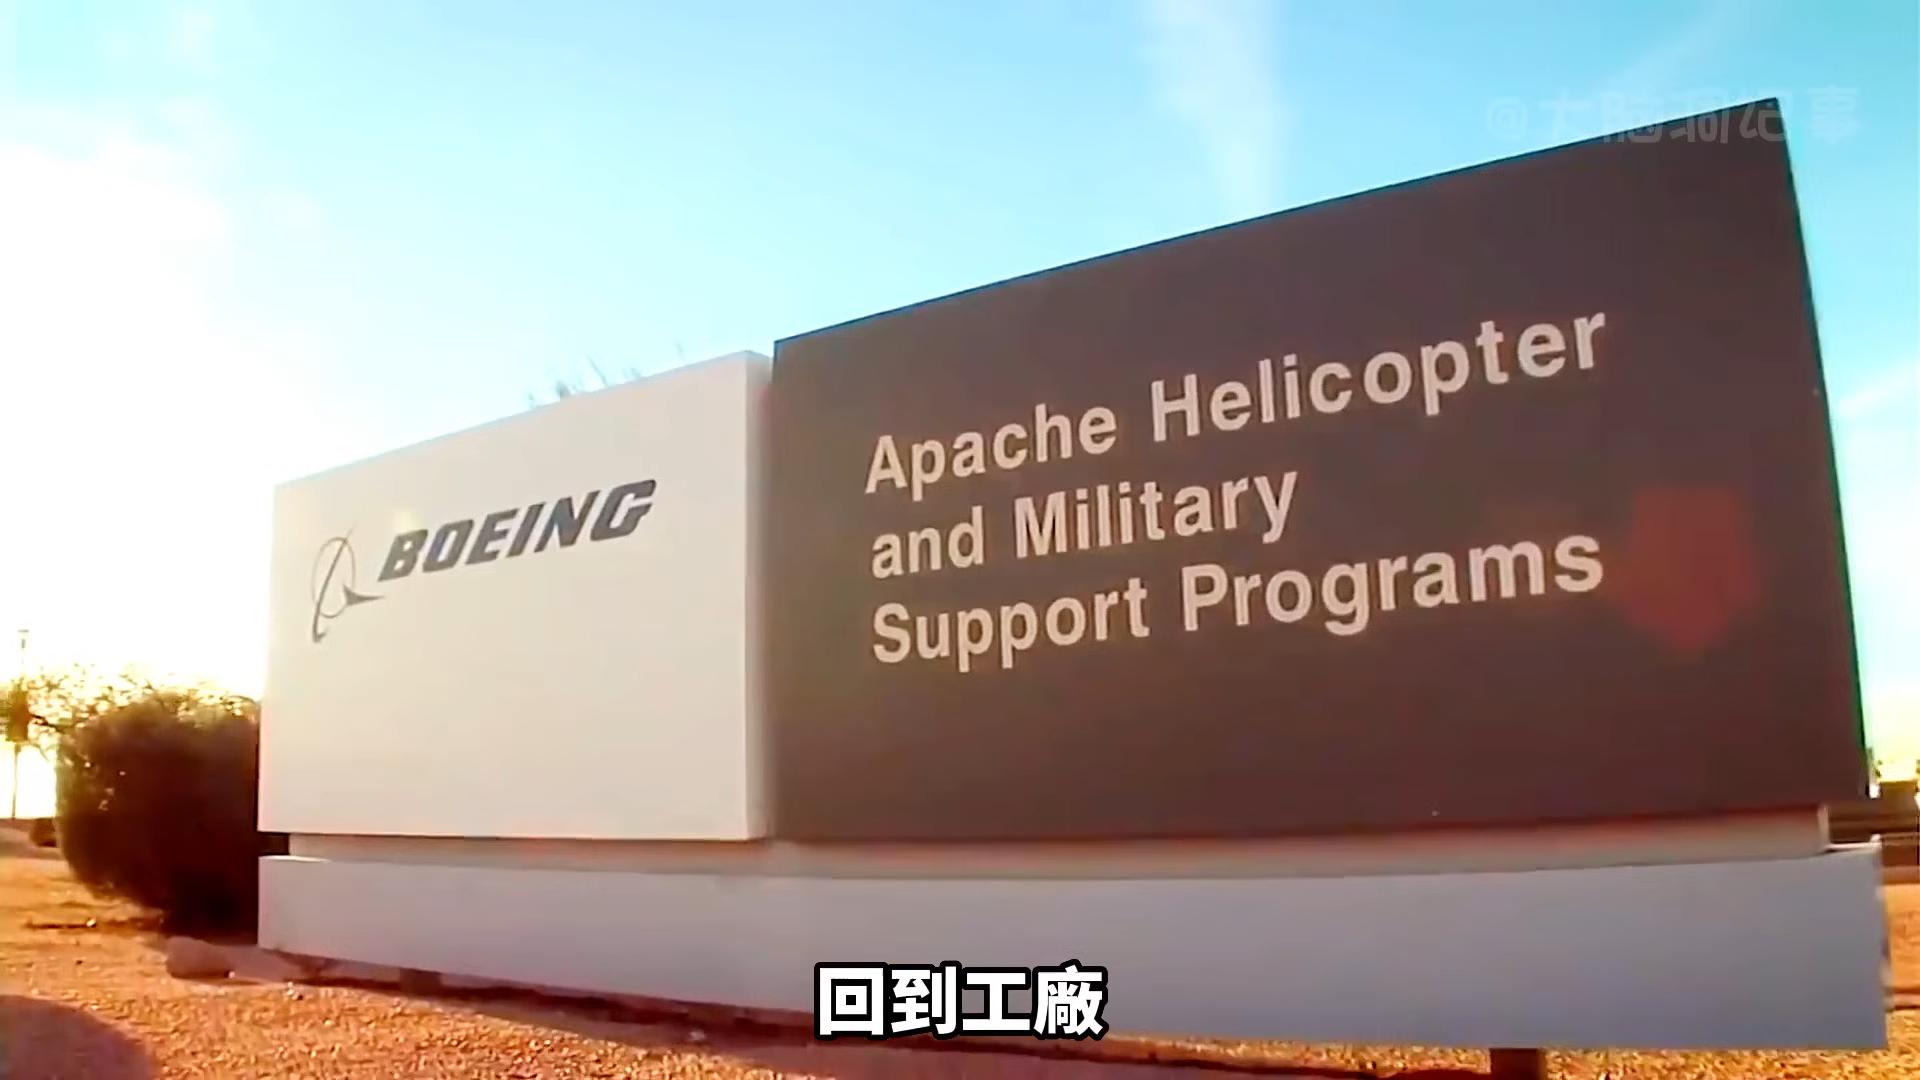 BOEING
Apache Helicopter
and Military
Support Programs
回到工廠